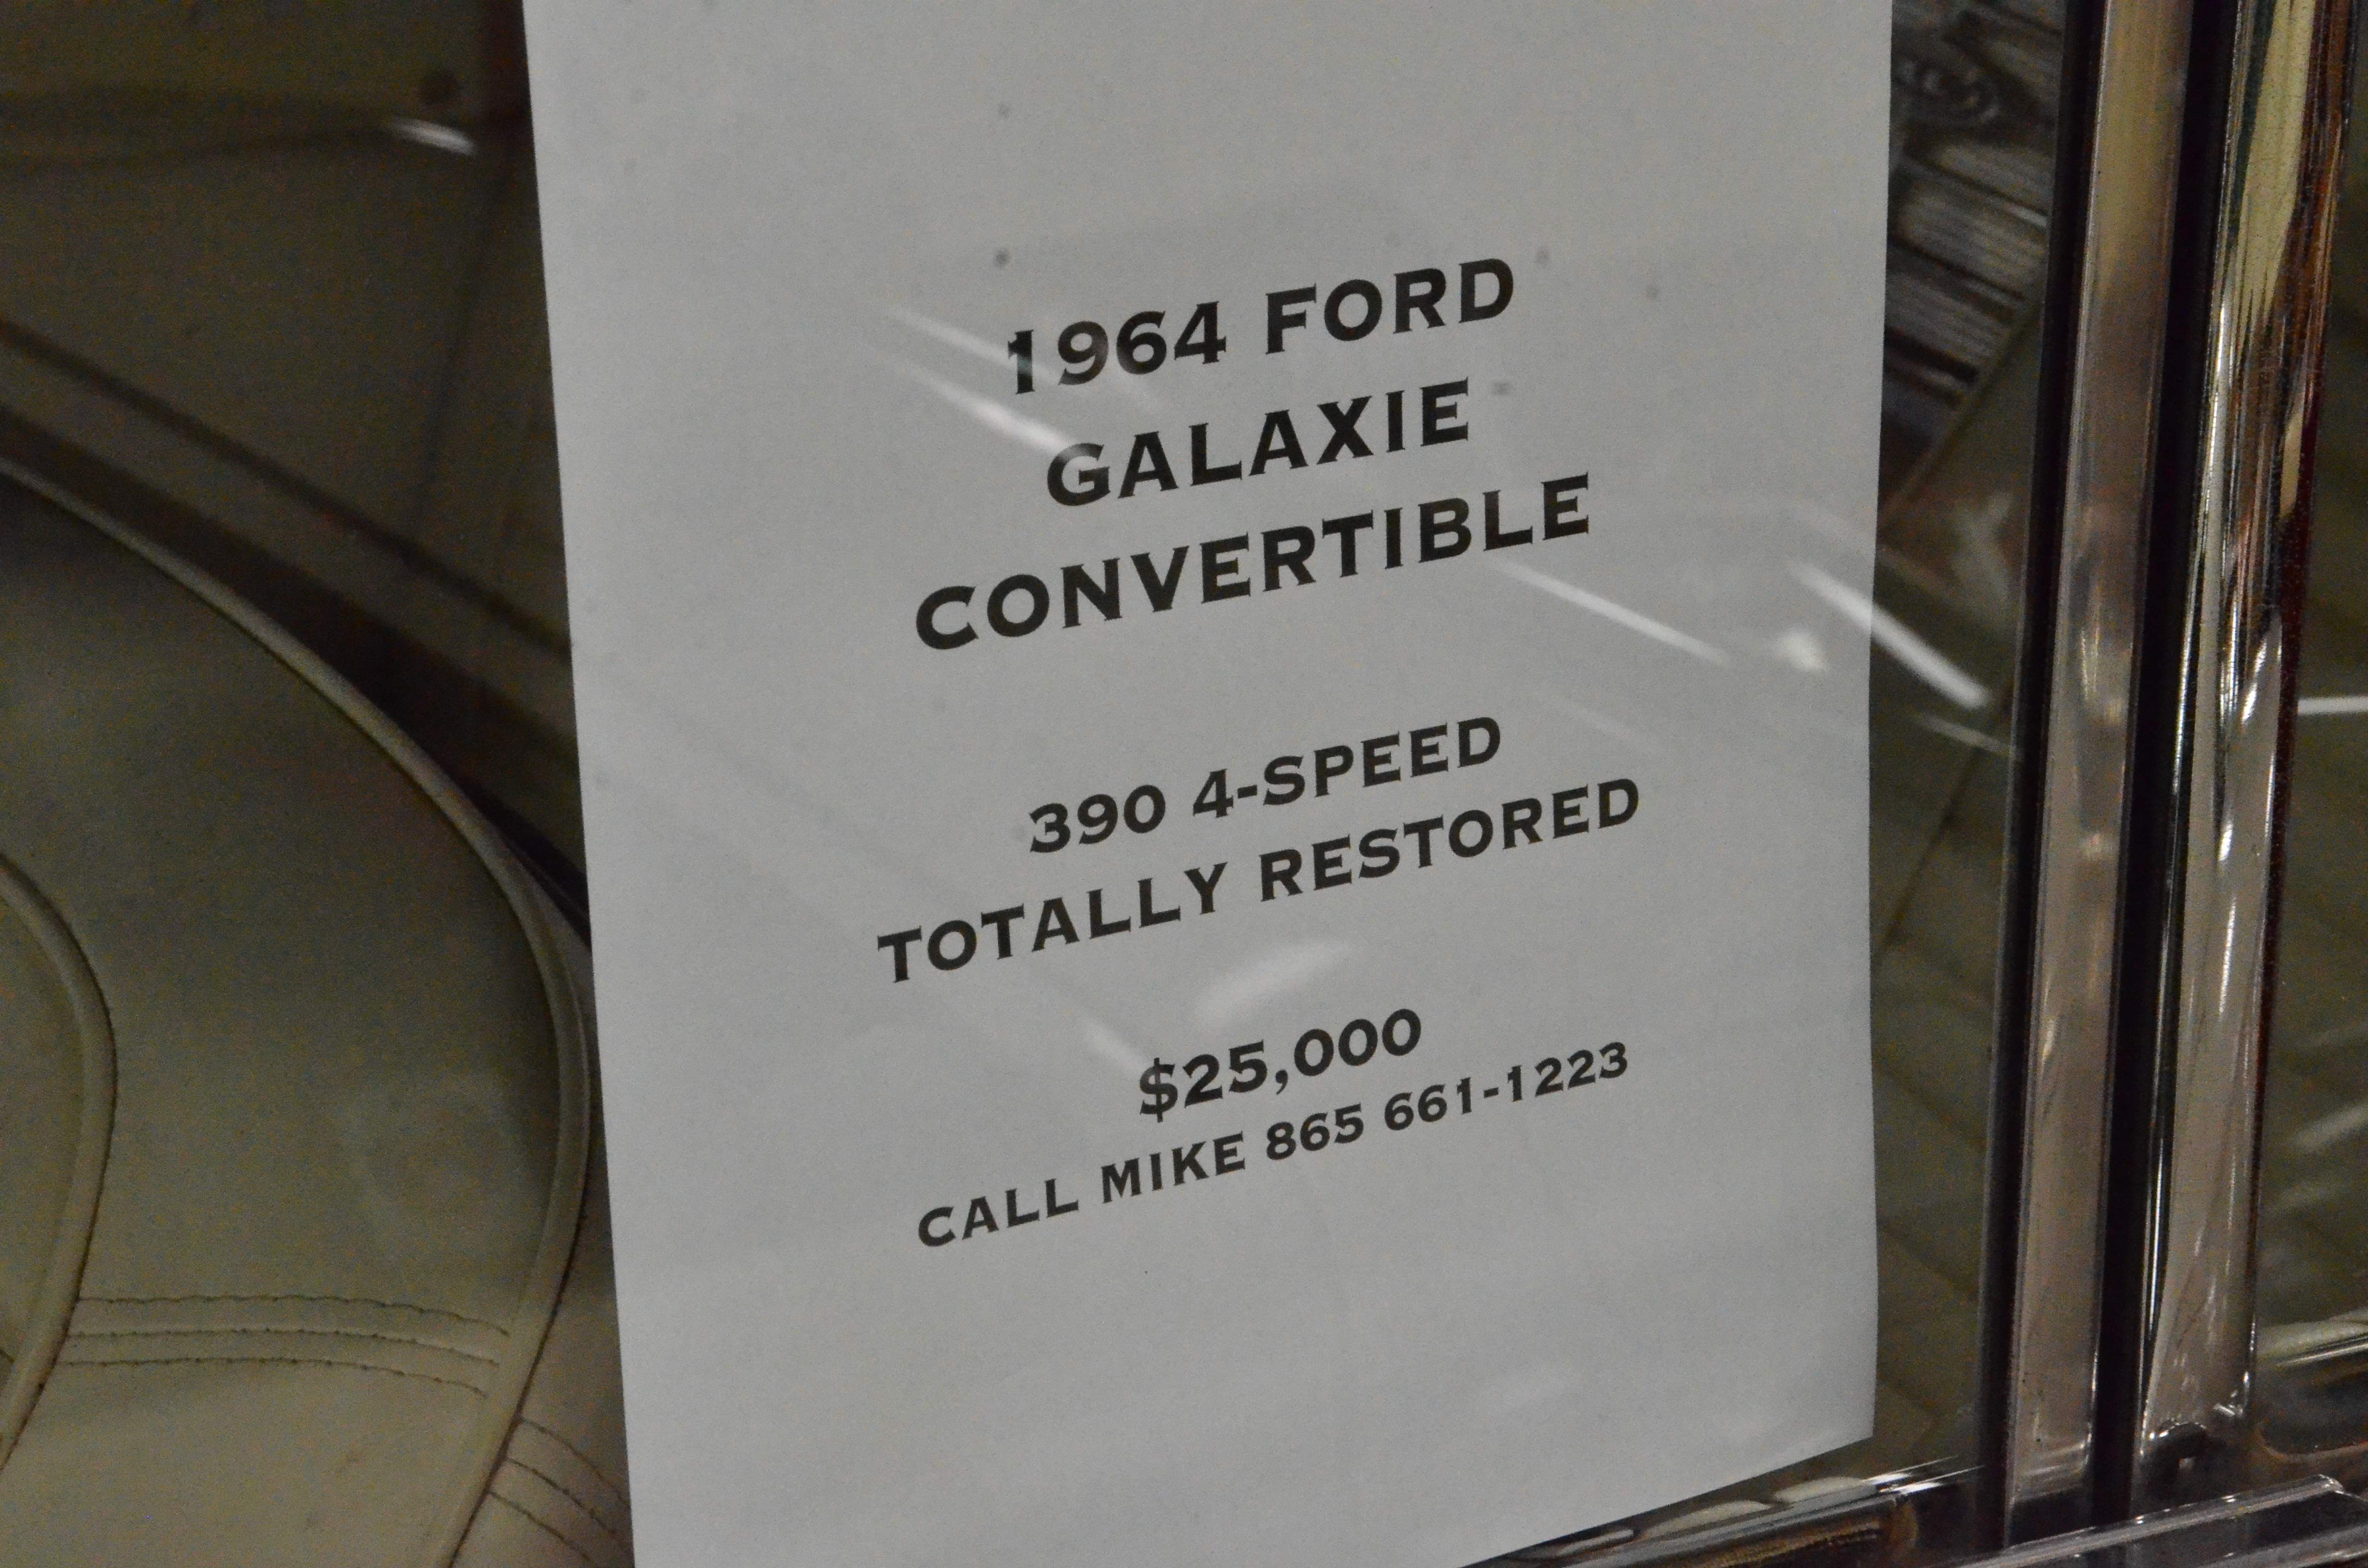 1964 FORD
GALAXIE
CONVERTIBLE
390 4-SPEED
TOTALLY RESTORED
$25,000
CALL MIKE 865 661-1223